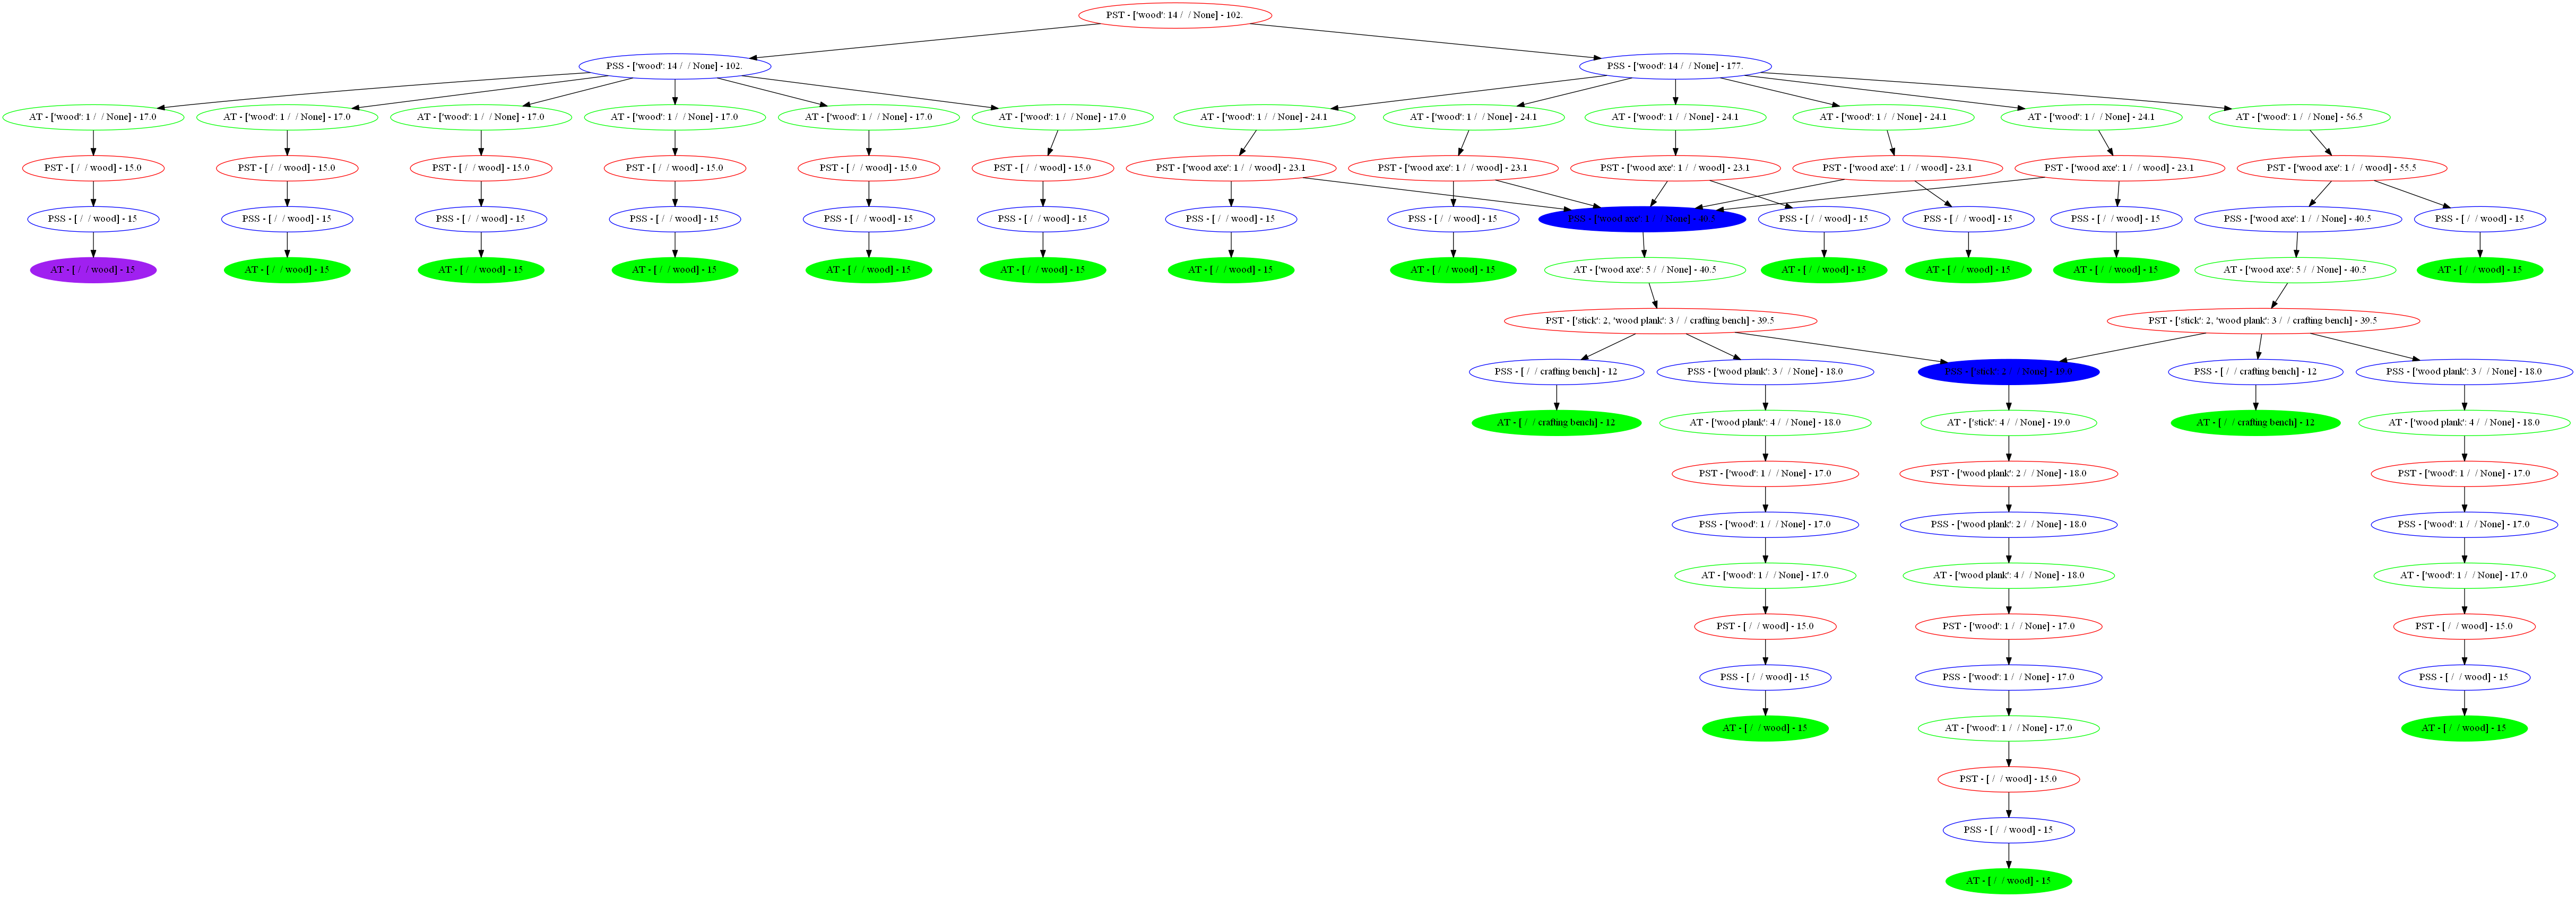 PST - ['wood': 14 / / None] - 102.
PSS - ['wood': 14 / / None] - 102.
PSS - ['wood': 14 / / None] - 177.
AT - ['wood': 1 / / None] - 17.0
AT - ['wood': 1 / / None] - 17.0
AT - ['wood': 1 / / None] - 17.0
AT - ['wood': 1 / / None] - 17.0
AT - ['wood': 1 / / None] - 17.0
AT - ['wood': 1 / / None] - 17.0
AT - ['wood': 1 / / None] - 24.1
AT - ['wood': 1 / / None] - 24.1
AT - ['wood': 1 / / None] - 24.1
AT - ['wood': 1 / / None] - 24.1
AT - ['wood': 1 / / None] - 24.1
AT - ['wood': 1 / / None] - 56.5
PST - [ / / wood] - 15.0
PST - [ / / wood] - 15.0
PST - [ / / wood] - 15.0
PST - [ / / wood] - 15.0
PST - [ / / wood] - 15.0
PST - [ / / wood] - 15.0
PST - ['wood axe': 1 / / wood] - 23.1
PST - ['wood axe': 1 / / wood] - 23.1
PST - ['wood axe': 1 / / wood] - 23.1
PST - ['wood axe': 1 / / wood] - 23.1
PST - ['wood axe': 1 / / wood] - 23.1
PST - ['wood axe': 1 / / wood] - 55.5
PSS - [ / / wood] - 15
PSS - [ / / wood] - 15
PSS - [ / / wood] - 15
PSS - [ / / wood] - 15
PSS - [ / / wood] - 15
PSS - [ / / wood] - 15
PSS - [ / / wood] - 15
PSS - [ / / wood] - 15
PSS - ['wood axe': 1 / / None] - 40.5
PSS - [ / / wood] - 15
PSS - [ / / wood] - 15
PSS - [ / / wood] - 15
PSS - ['wood axe': 1 / / None] - 40.5
PSS - [ / / wood] - 15
AT - [ / / wood] - 15
AT - [ / / wood] - 15
AT - [ / / wood] - 15
AT - [ / / wood] - 15
AT - [ / / wood] - 15
AT - [ / / wood] - 15
AT - [ / / wood] - 15
AT - [ / / wood] - 15
AT - ['wood axe': 5 / / None] - 40.5
AT - [ / / wood] - 15
AT - [ / / wood] - 15
AT - [ / / wood] - 15
AT - ['wood axe': 5 / / None] - 40.5
AT - [ / / wood] - 15
PST - ['stick': 2, 'wood plank': 3 / / crafting bench] - 39.5
PST - ['stick': 2, 'wood plank': 3 / / crafting bench] - 39.5
PSS - [ / / crafting bench] - 12
PSS - ['wood plank': 3 / / None] - 18.0
PSS - ['stick': 2 / / None] - 19.0
PSS - [ / / crafting bench] - 12
PSS - ['wood plank': 3 / / None] - 18.0
AT - [ / / crafting bench] - 12
AT - ['wood plank': 4 / / None] - 18.0
AT - ['stick': 4 / / None] - 19.0
AT - [ / / crafting bench] - 12
AT - ['wood plank': 4 / / None] - 18.0
PST - ['wood': 1 / / None] - 17.0
PST - ['wood plank': 2 / / None] - 18.0
PST - ['wood': 1 / / None] - 17.0
PSS - ['wood': 1 / / None] - 17.0
PSS - ['wood plank': 2 / / None] - 18.0
PSS - ['wood': 1 / / None] - 17.0
AT - ['wood': 1 / / None] - 17.0
AT - ['wood plank': 4 / / None] - 18.0
AT - ['wood': 1 / / None] - 17.0
PST - [ / / wood] - 15.0
PST - ['wood': 1 / / None] - 17.0
PST - [ / / wood] - 15.0
PSS - [ / / wood] - 15
PSS - ['wood': 1 / / None] - 17.0
PSS - [ / / wood] - 15
AT - [ / / wood] - 15
AT - ['wood': 1 / / None] - 17.0
AT - [ / / wood] - 15
PST - [ / / wood] - 15.0
PSS - [ / / wood] - 15
AT - [ / / wood] - 15